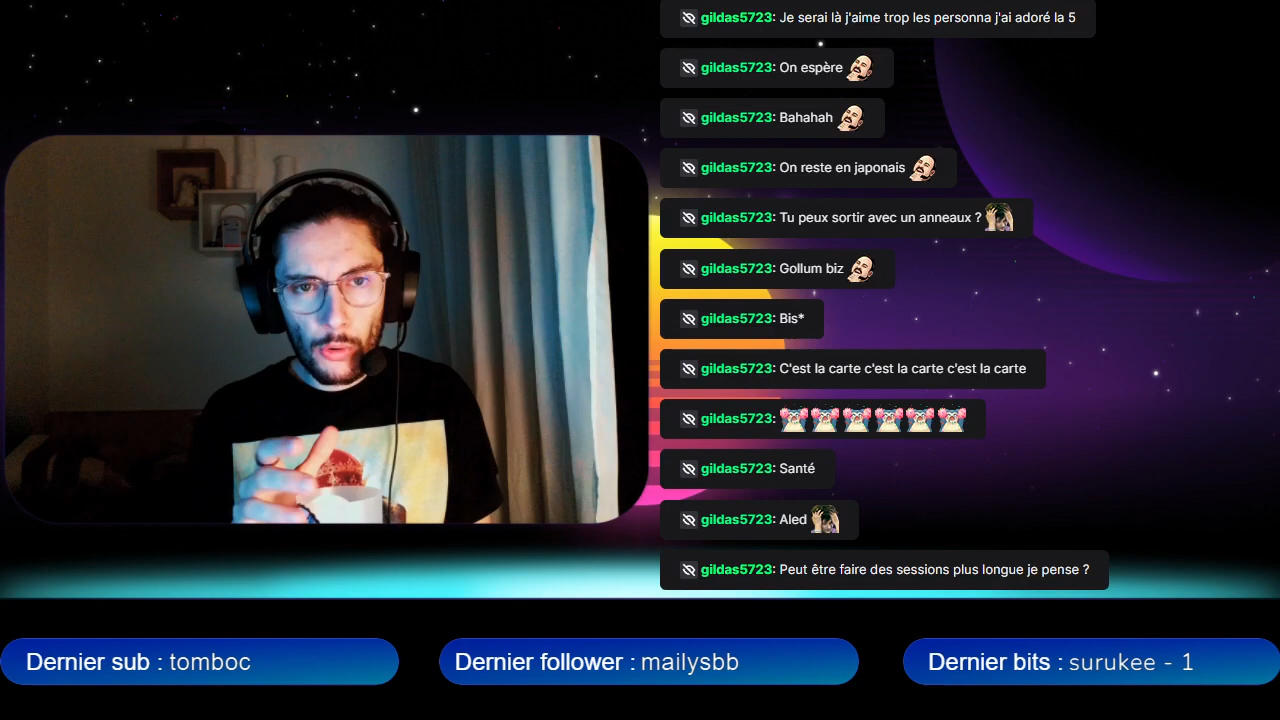 gildas5723: Je serai là j'aime trop les personna j'ai adoré la 5
gildas5723: On espère
gildas5723: Bahahah
gildas5723: On reste en japonais
gildas5723: Tu peux sortir avec un anneaux ?
gildas5723: Gollum biz
gildas5723: Bis*
gildas5723: C'est la carte c'est la carte c'est la carte
gildas5723:
gildas5723: Santé
gildas5723: Aled
gildas5723: Peut être faire des sessions plus longue je pense ?
Dernier sub : tomboc
Dernier follower : mailysbb
Dernier bits : surukee - 1